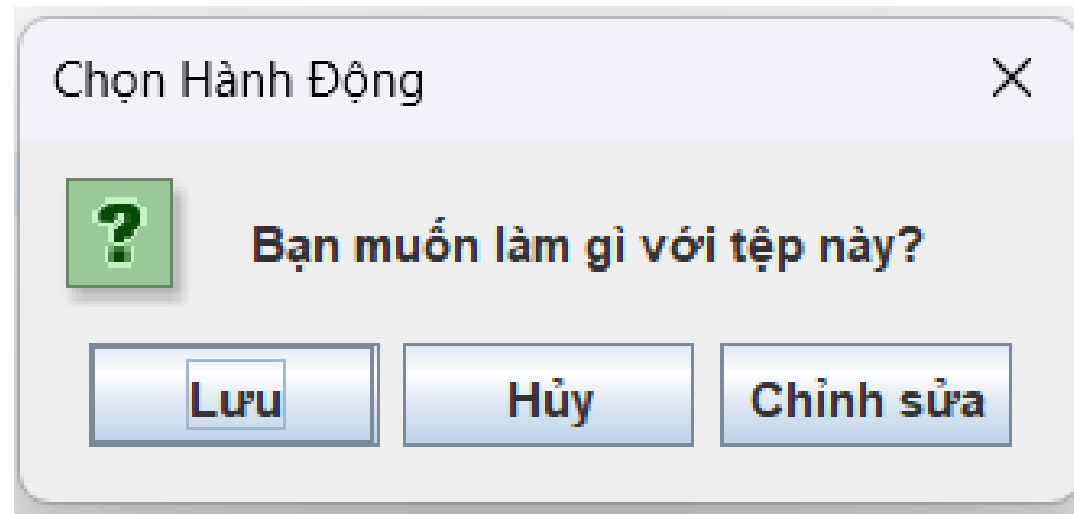 Chọn Hành Động
?
Bạn muốn làm gì với tệp này?
Lưu Hủy Chỉnh sửa